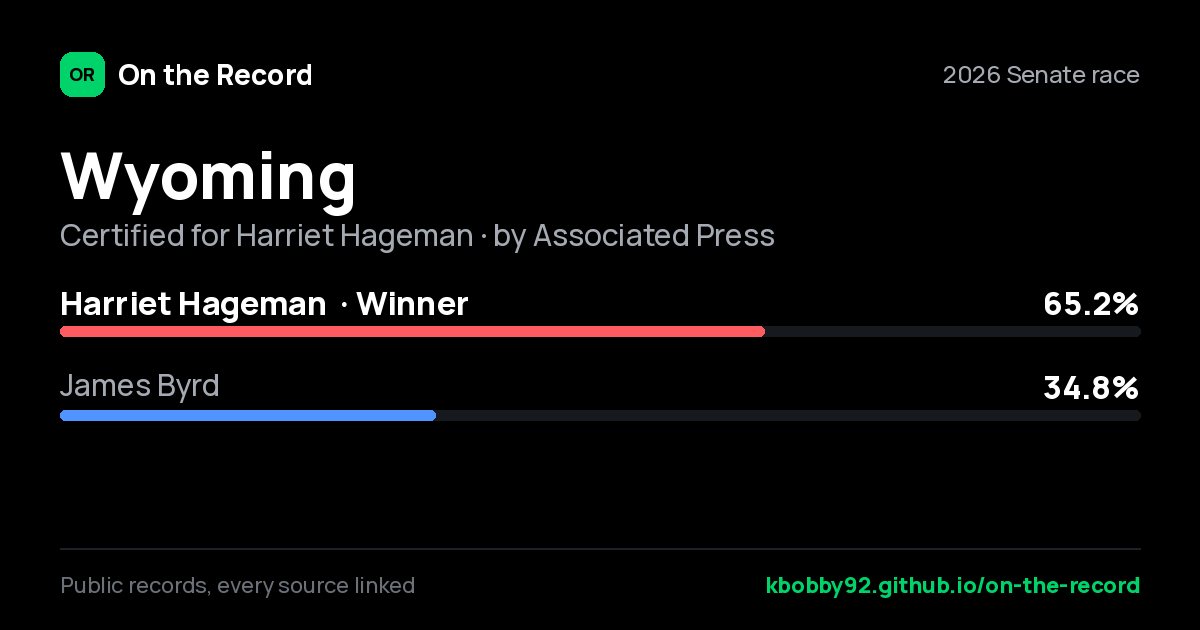 OR On the Record
2026 Senate race
Wyoming
Certified for Harriet Hageman · by Associated Press
Harriet Hageman · Winner 65.2%
James Byrd 34.8%
Public records, every source linked
kbobby92.github.io/on-the-record